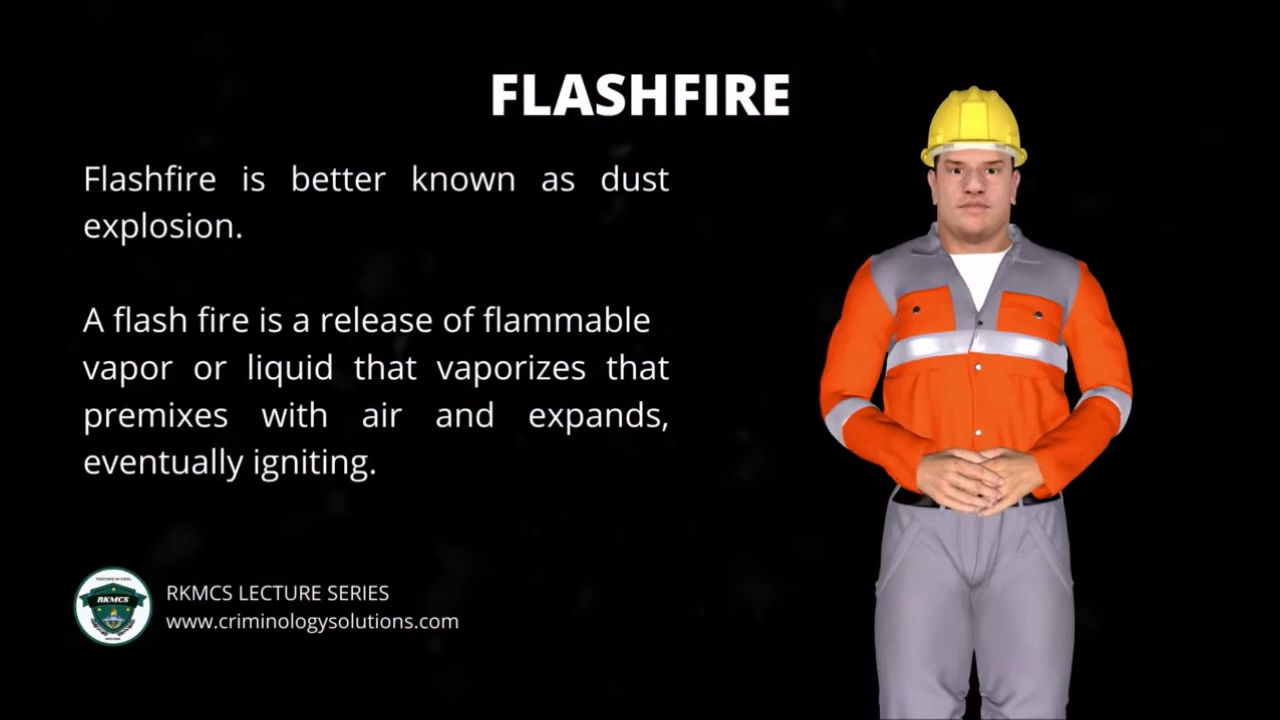 FLASHFIRE
Flashfire is better known as dust
explosion.
A flash fire is a release of flammable
vapor or liquid that vaporizes that
premixes with air and expands,
eventually igniting.
RKMCS
RKMCS LECTURE SERIES
www.criminologysolutions.com